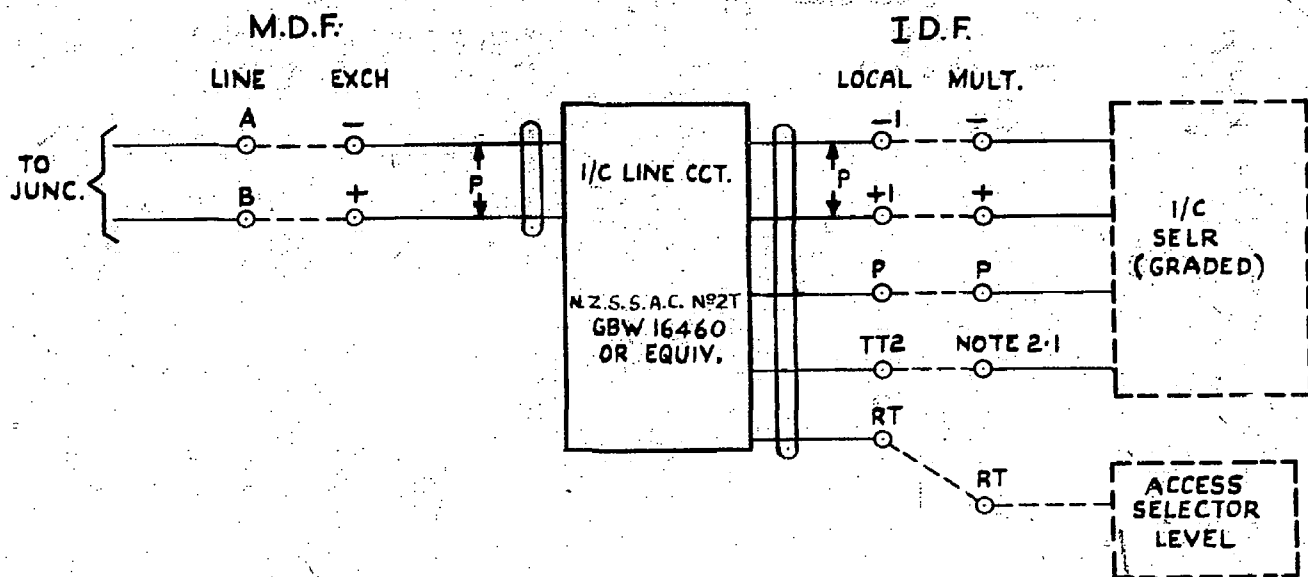 M.D.F.
I.D.F.
LINE EXCH
LOCAL MULT.
A −
−1 −
TO
JUNC.
P
I/C LINE CCT.
P
B +
+1 +
I/C
SELR
(GRADED)
P P
N.Z.S.S.A.C. Nº2T
GBW 16460
OR EQUIV.
TT2 NOTE 2·1
RT
RT
ACCESS
SELECTOR
LEVEL